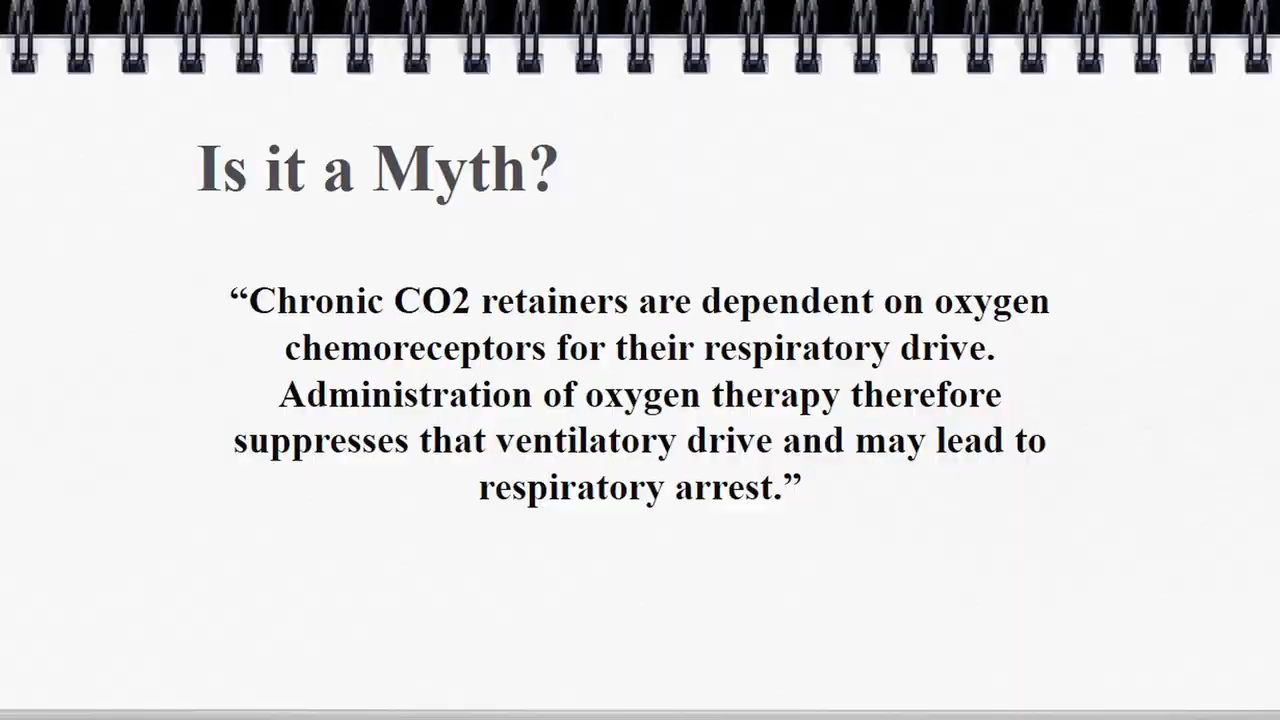 Is it a Myth?
“Chronic CO2 retainers are dependent on oxygen
chemoreceptors for their respiratory drive.
Administration of oxygen therapy therefore
suppresses that ventilatory drive and may lead to
respiratory arrest.”